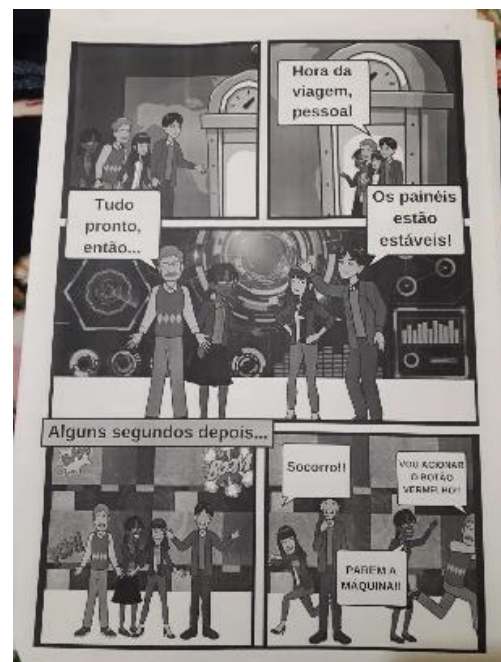 Hora da
viagem,
pessoal
Tudo
pronto,
então...
Os painéis
estão
estáveis!
Alguns segundos depois...
BOOM
Socorro!!
VOU ACIONAR
O BOTÃO
VERMELHO!!
PAREM A
MÁQUINA!!